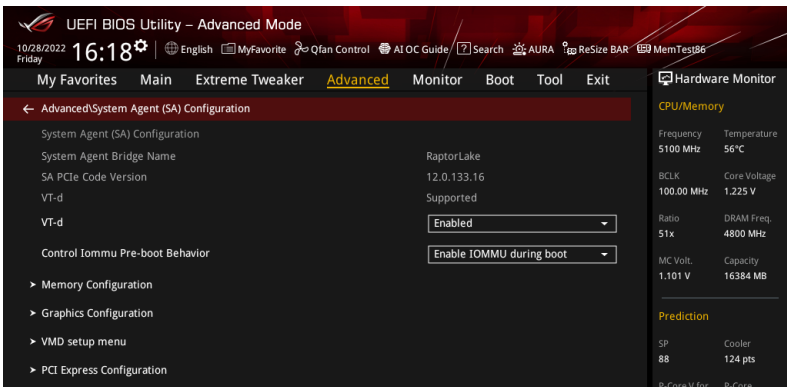 UEFI BIOS Utility – Advanced Mode
10/28/2022 Friday 16:18 English MyFavorite Qfan Control AI OC Guide ? Search AURA ReSize BAR MemTest86
My Favorites Main Extreme Tweaker Advanced Monitor Boot Tool Exit
Advanced\System Agent (SA) Configuration
System Agent (SA) Configuration
System Agent Bridge Name RaptorLake
SA PCIe Code Version 12.0.133.16
VT-d Supported
VT-d Enabled
Control Iommu Pre-boot Behavior Enable IOMMU during boot
Memory Configuration
Graphics Configuration
VMD setup menu
PCI Express Configuration
Hardware Monitor
CPU/Memory
Frequency Temperature
5100 MHz 56°C
BCLK Core Voltage
100.00 MHz 1.225 V
Ratio DRAM Freq.
51x 4800 MHz
MC Volt. Capacity
1.101 V 16384 MB
Prediction
SP Cooler
88 124 pts
P-Core V for P-Core